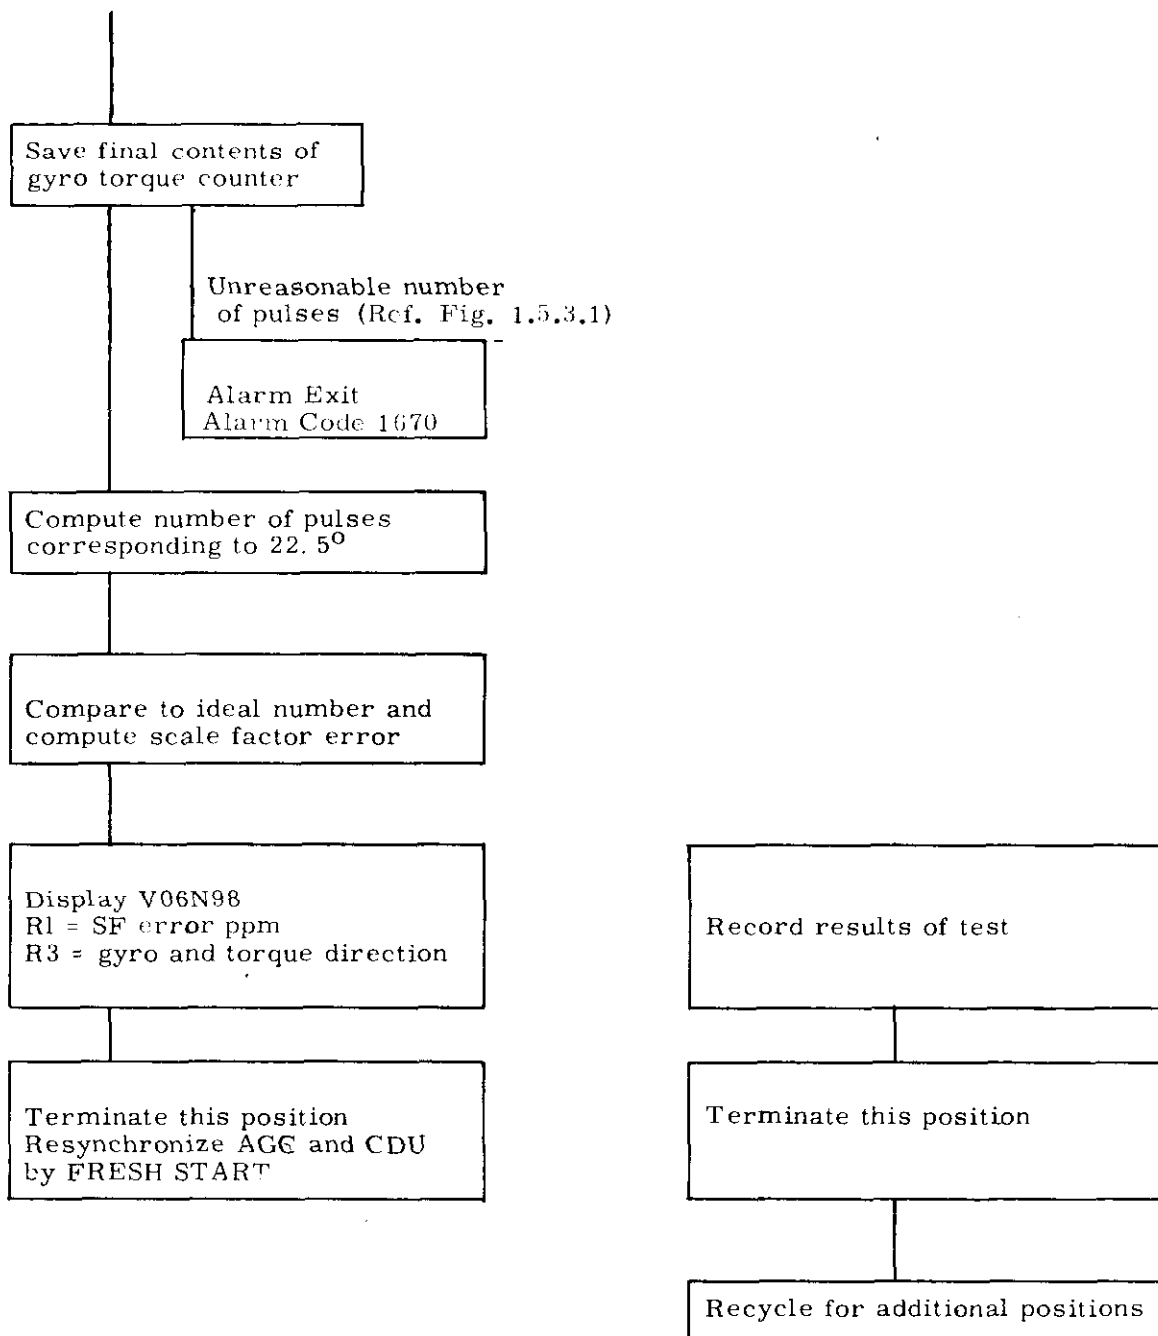 Save final contents of
gyro torque counter
Unreasonable number
of pulses (Ref. Fig. 1.5.3.1)
Alarm Exit
Alarm Code 1670
Compute number of pulses
corresponding to 22.5°
Compare to ideal number and
compute scale factor error
Display V06N98
R1 = SF error ppm
R3 = gyro and torque direction
Terminate this position
Resynchronize AGC and CDU
by FRESH START
Record results of test
Terminate this position
Recycle for additional positions